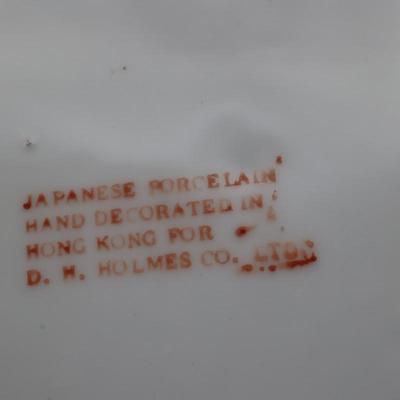 JAPANESE PORCELAIN
HAND DECORATED IN
HONG KONG FOR
D. H. HOLMES CO. LTD.